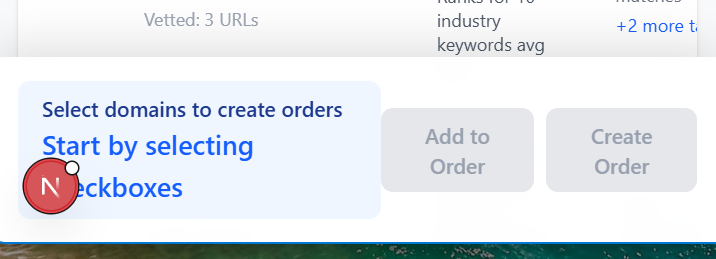 Vetted: 3 URLs
industry
keywords avg
+2 more
Select domains to create orders
Start by selecting
Add to
Order
Create
Order
N